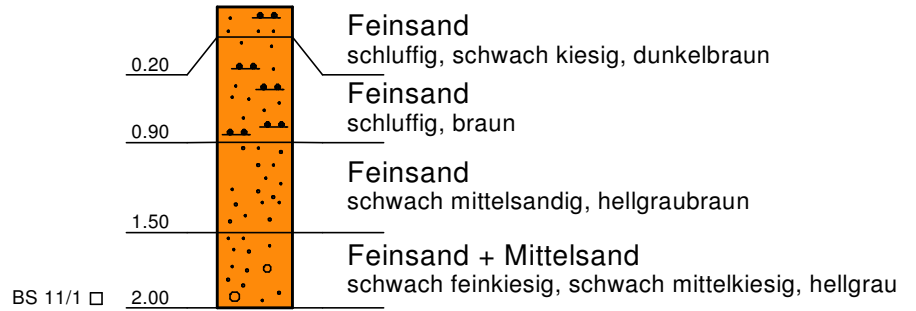 Feinsand
schluffig, schwach kiesig, dunkelbraun
0.20
Feinsand
schluffig, braun
0.90
Feinsand
schwach mittelsandig, hellgraubraun
1.50
Feinsand + Mittelsand
schwach feinkiesig, schwach mittelkiesig, hellgrau
BS 11/1 □ 2.00